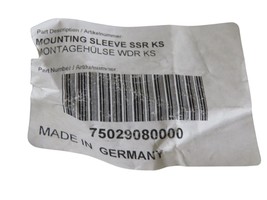 Part Description / Artikelnummer:
MOUNTING SLEEVE SSR KS
MONTAGEHÜLSE WDR KS
Part Number / Artikelnummer:
75029080000
MADE IN GERMANY